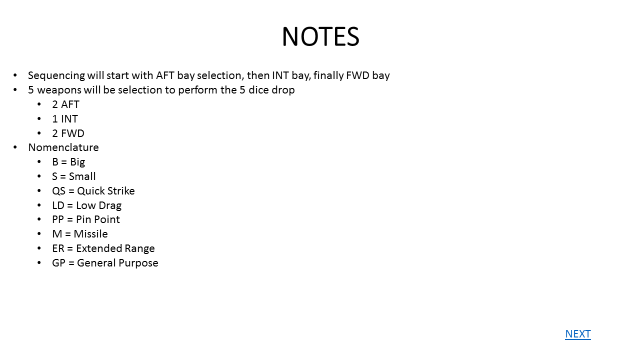 NOTES
• Sequencing will start with AFT bay selection, then INT bay, finally FWD bay
• 5 weapons will be selection to perform the 5 dice drop
• 2 AFT
• 1 INT
• 2 FWD
• Nomenclature
• B = Big
• S = Small
• QS = Quick Strike
• LD = Low Drag
• PP = Pin Point
• M = Missile
• ER = Extended Range
• GP = General Purpose
NEXT